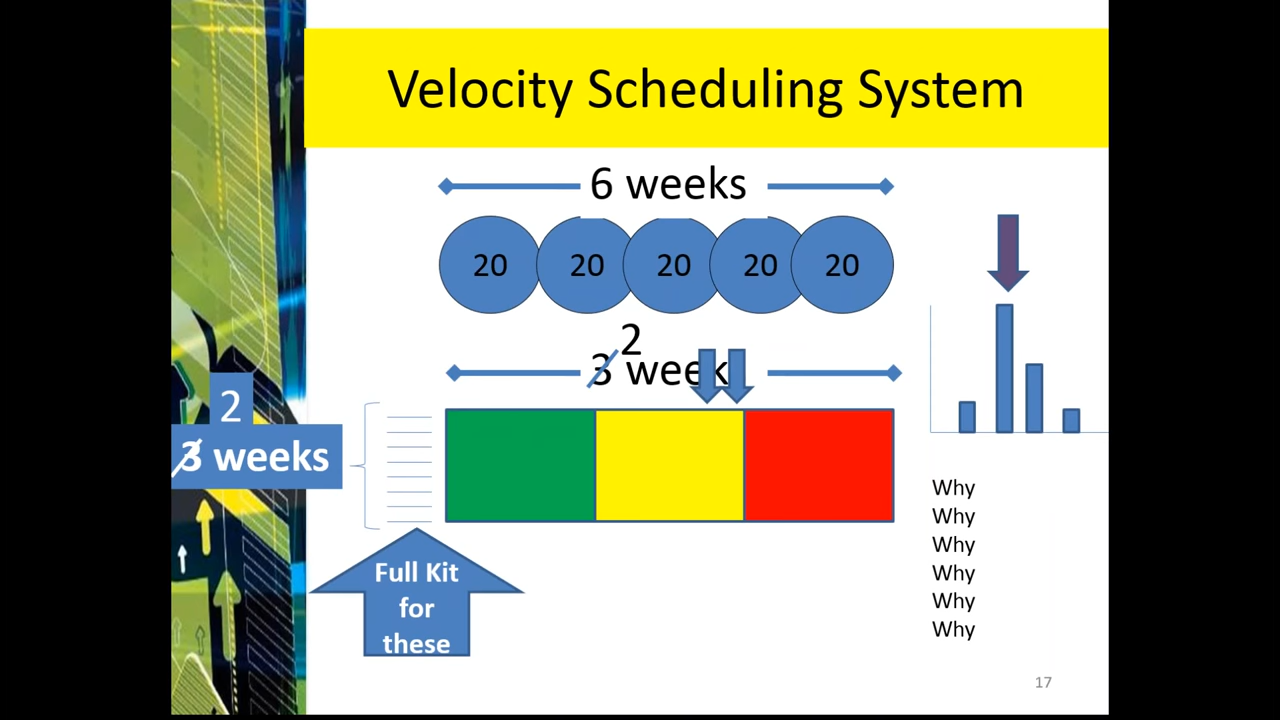 Velocity Scheduling System
6 weeks
20 20 20 20 20
2
3 week
2
3 weeks
Full Kit
for
these
Why
Why
Why
Why
Why
Why
17